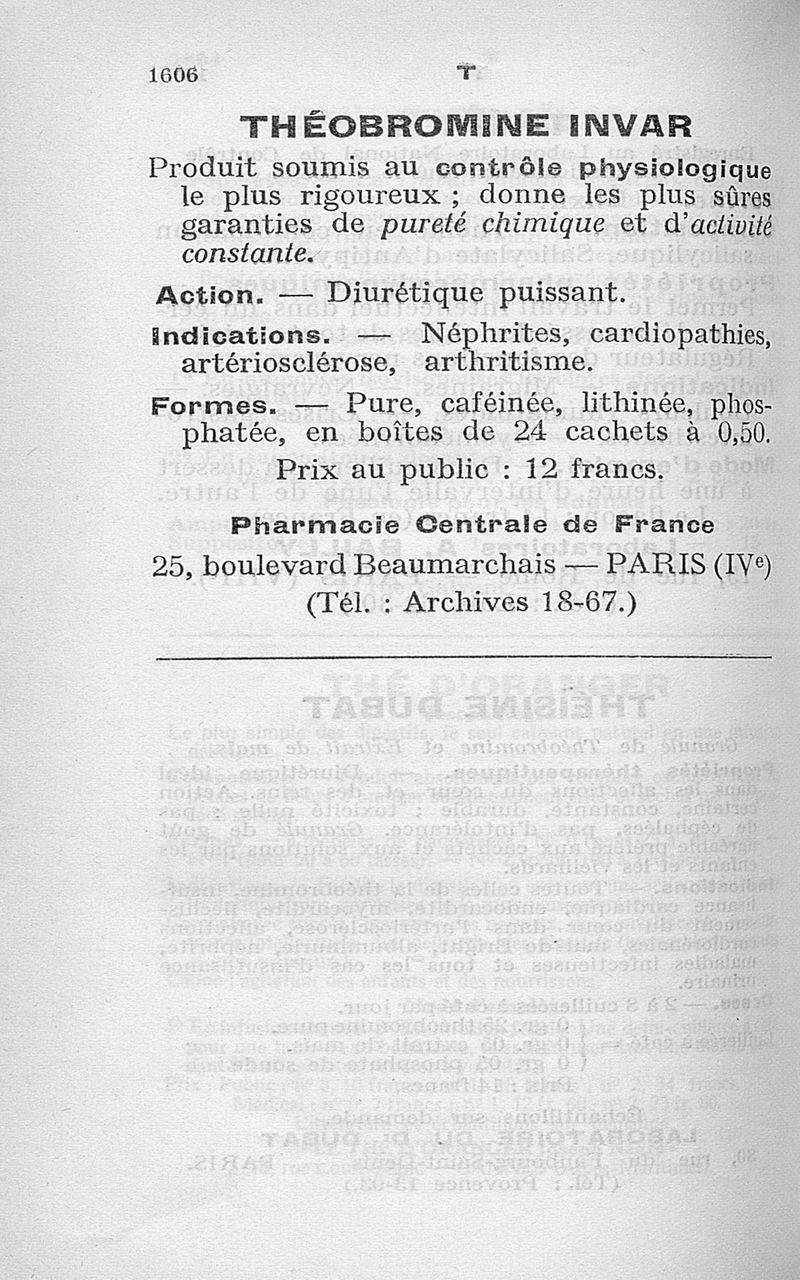 1606
T
THÉOBROMINE INVAR
Produit soumis au contrôle physiologique
le plus rigoureux ; donne les plus sûres
garanties de pureté chimique et d'activité
constante.
Action. — Diurétique puissant.
Indications. — Néphrites, cardiopathies,
artériosclérose, arthritisme.
Formes. — Pure, caféinée, lithinée, phos-
phatée, en boîtes de 24 cachets à 0,50.
Prix au public : 12 francs.
Pharmacie Centrale de France
25, boulevard Beaumarchais — PARIS (IVe)
(Tél. : Archives 18-67.)